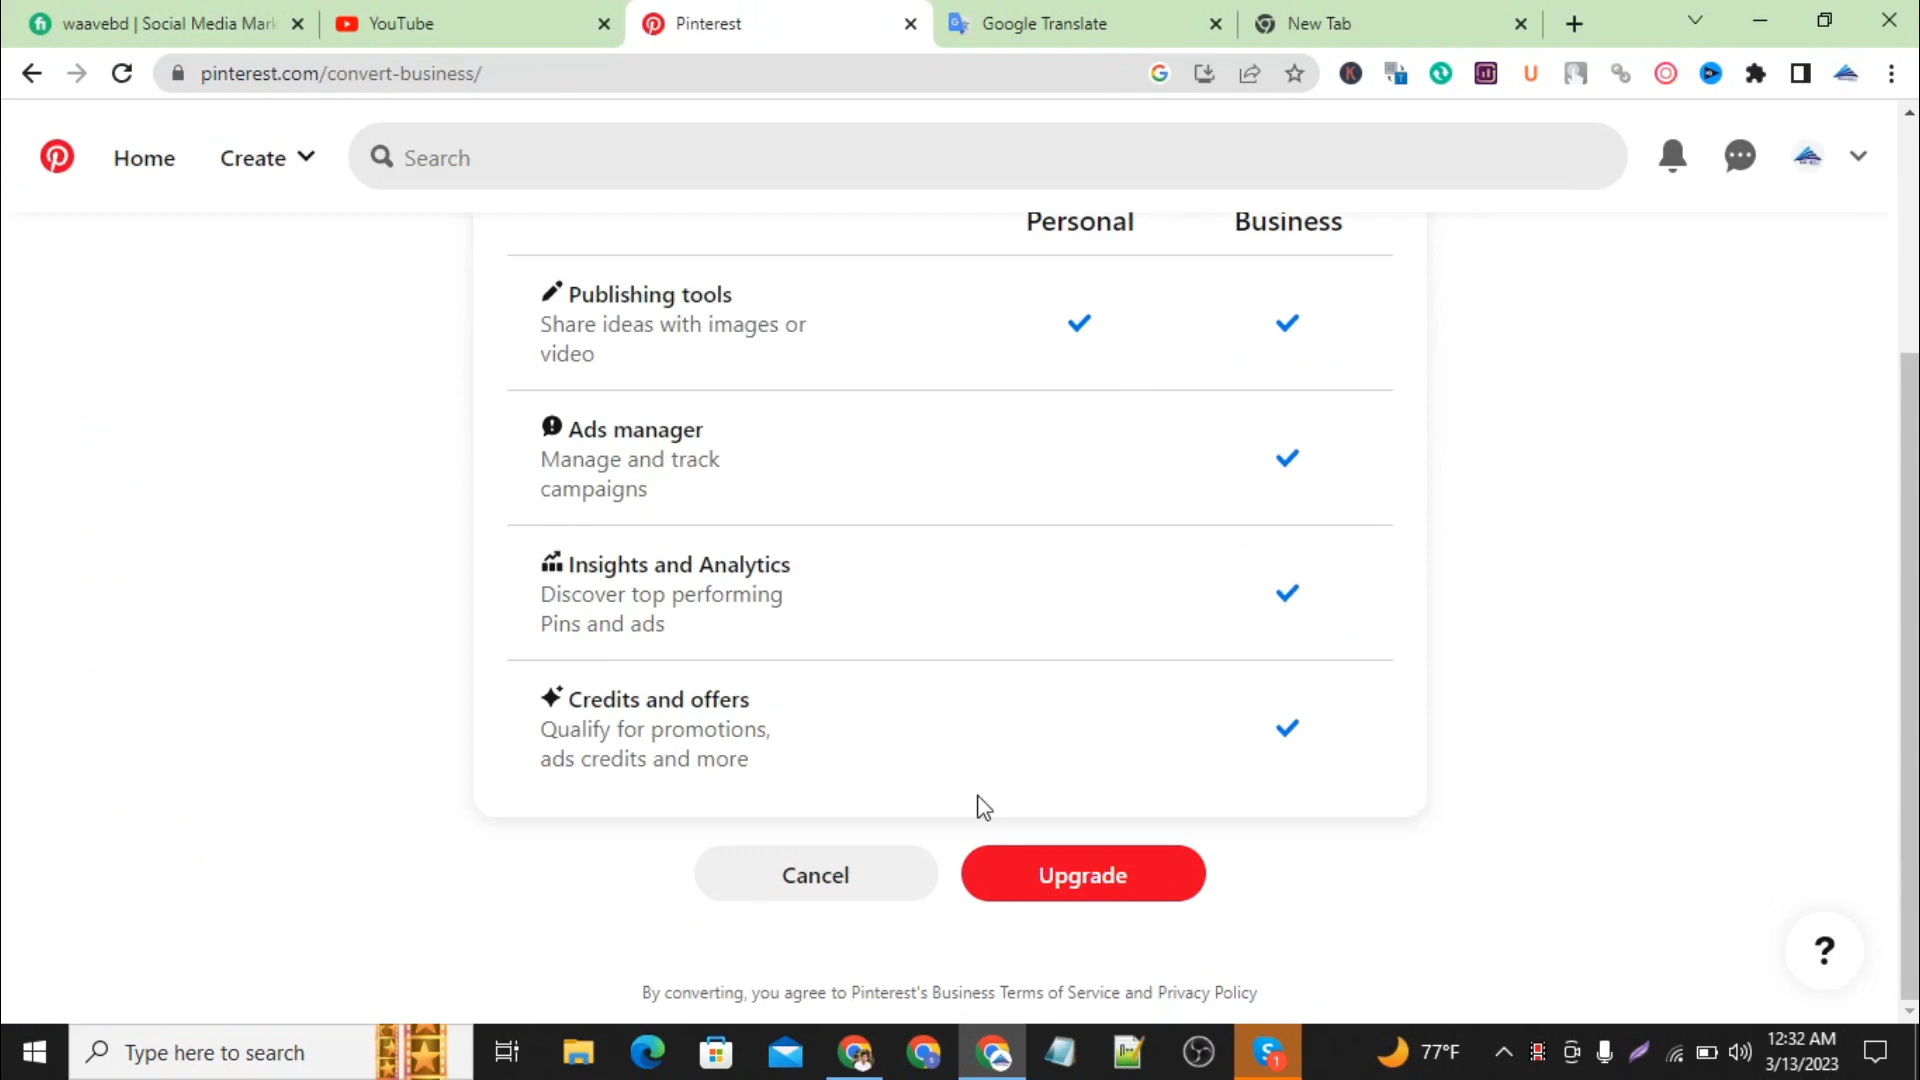 waavebd | Social Media Mark
YouTube
Pinterest
Google Translate
New Tab
pinterest.com/convert-business/
Home
Create
Search
Personal
Business
Publishing tools
Share ideas with images or
video
Ads manager
Manage and track
campaigns
Insights and Analytics
Discover top performing
Pins and ads
Credits and offers
Qualify for promotions,
ads credits and more
Cancel
Upgrade
?
By converting, you agree to Pinterest's Business Terms of Service and Privacy Policy
Type here to search
77°F
12:32 AM
3/13/2023